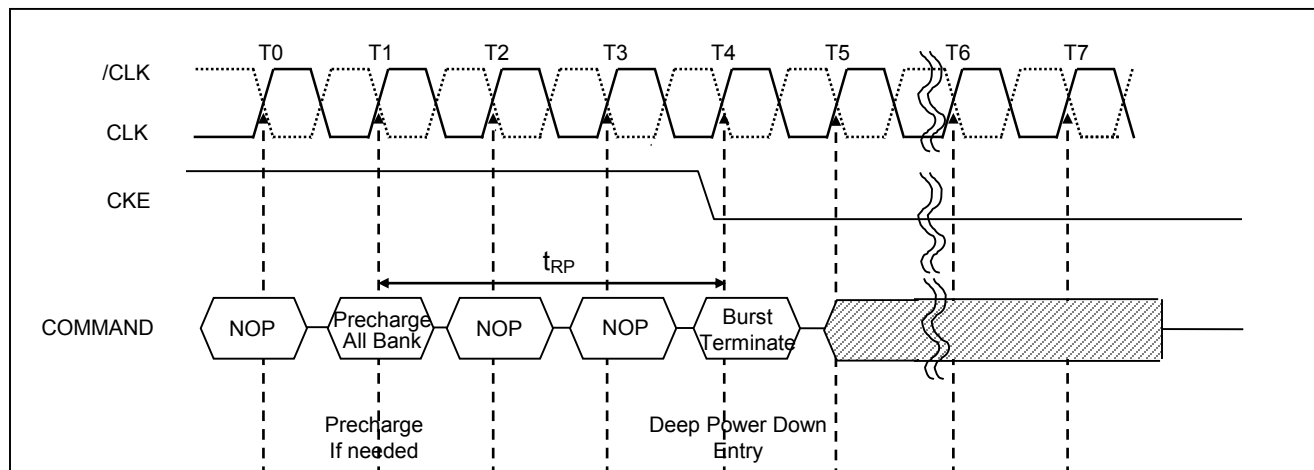 T0 T1 T2 T3 T4 T5 T6 T7
/CLK
CLK
CKE
tRP
COMMAND
NOP
Precharge
All Bank
NOP
NOP
Burst
Terminate
Precharge
If needed
Deep Power Down
Entry